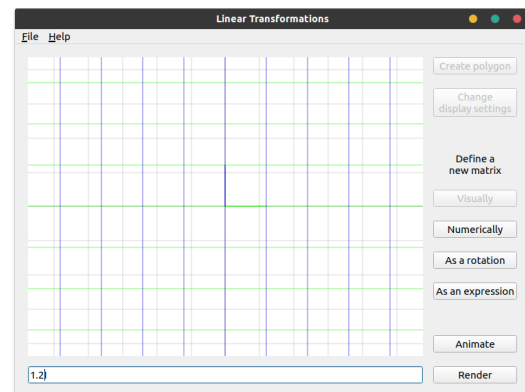 Linear Transformations
File Help
Create polygon
Change
display settings
Define a
new matrix
Visually
Numerically
As a rotation
As an expression
Animate
1.2I
Render